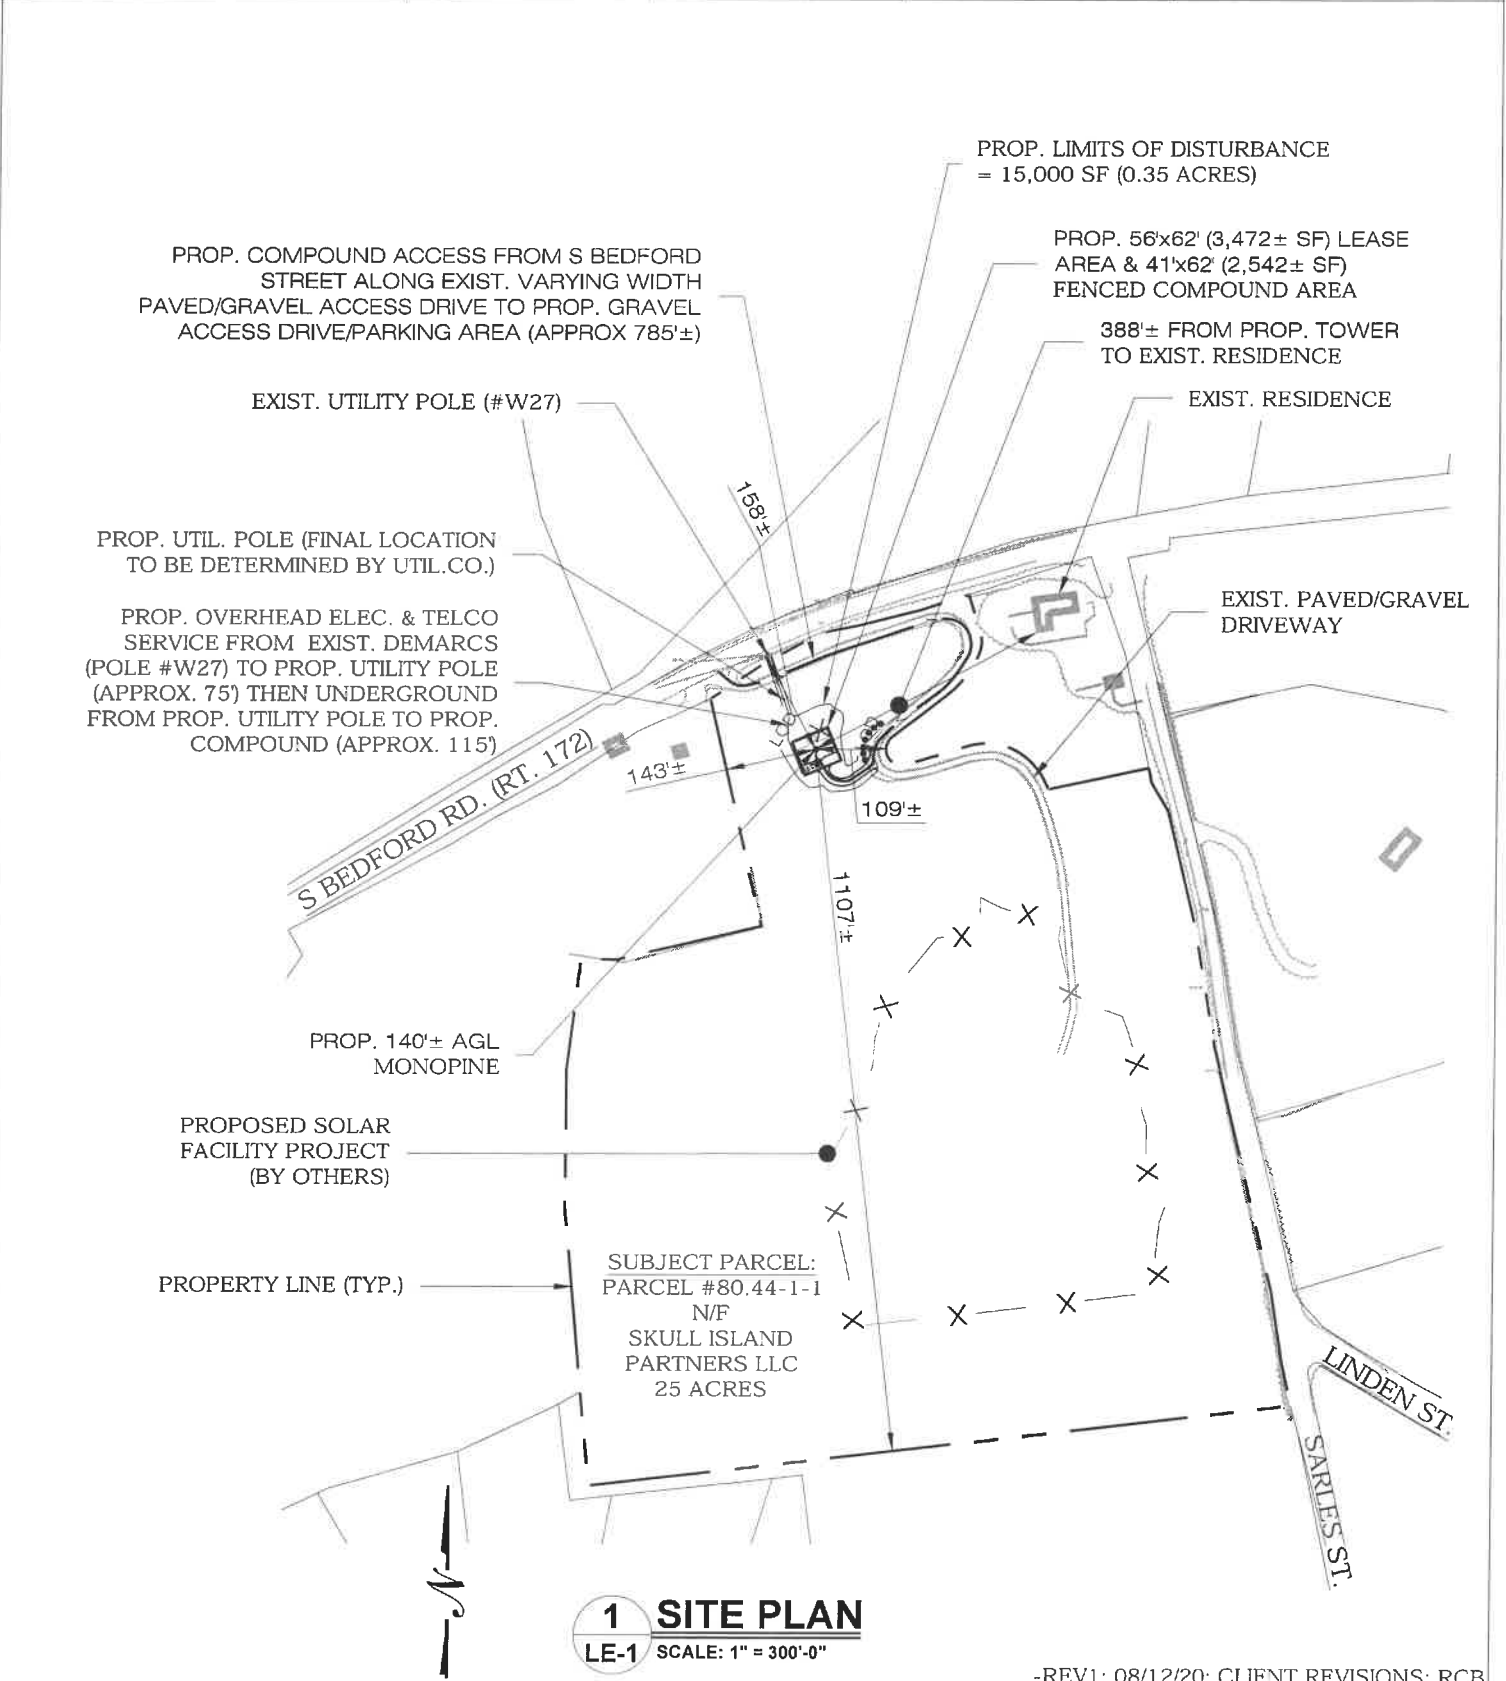 PROP. LIMITS OF DISTURBANCE
= 15,000 SF (0.35 ACRES)
PROP. COMPOUND ACCESS FROM S BEDFORD
STREET ALONG EXIST. VARYING WIDTH
PAVED/GRAVEL ACCESS DRIVE TO PROP. GRAVEL
ACCESS DRIVE/PARKING AREA (APPROX 785'±)
PROP. 56'x62' (3,472± SF) LEASE
AREA & 41'x62' (2,542± SF)
FENCED COMPOUND AREA
388'± FROM PROP. TOWER
TO EXIST. RESIDENCE
EXIST. UTILITY POLE (#W27)
EXIST. RESIDENCE
158'±
PROP. UTIL. POLE (FINAL LOCATION
TO BE DETERMINED BY UTIL.CO.)
EXIST. PAVED/GRAVEL
DRIVEWAY
PROP. OVERHEAD ELEC. & TELCO
SERVICE FROM EXIST. DEMARCS
(POLE #W27) TO PROP. UTILITY POLE
(APPROX. 75') THEN UNDERGROUND
FROM PROP. UTILITY POLE TO PROP.
COMPOUND (APPROX. 115')
143'±
109'±
S BEDFORD RD. (RT. 172)
1107'±
PROP. 140'± AGL
MONOPINE
PROPOSED SOLAR
FACILITY PROJECT
(BY OTHERS)
PROPERTY LINE (TYP.)
SUBJECT PARCEL:
PARCEL #80.44-1-1
N/F
SKULL ISLAND
PARTNERS LLC
25 ACRES
LINDEN ST.
SARLES ST.
N
1
LE-1
SITE PLAN
SCALE: 1" = 300'-0"
-REV1: 08/12/20: CLIENT REVISIONS: RCB